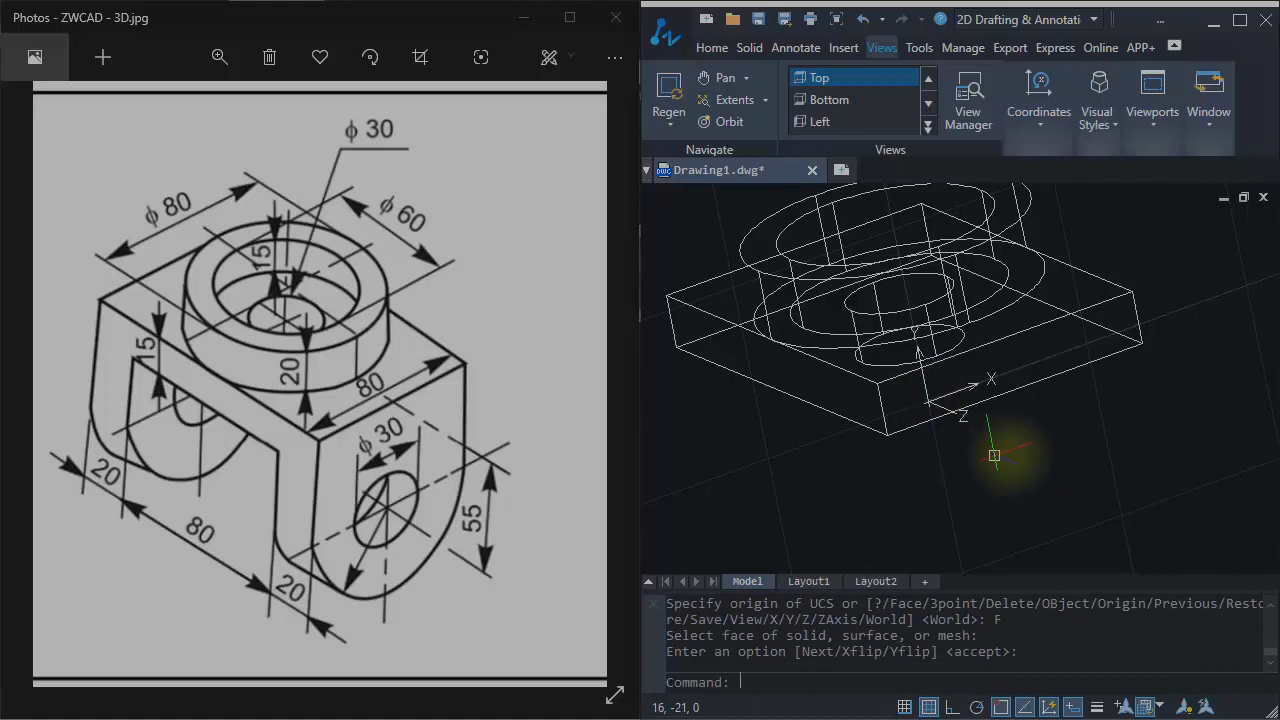 Photos - ZWCAD - 3D.jpg
ϕ 30
ϕ 80
ϕ 60
15
15
20
80
ϕ 30
55
20
80
20
2D Drafting & Annotati
...
Home Solid Annotate Insert Views Tools Manage Export Express Online APP+
Pan
Top
Extents
Bottom
Regen
Orbit
Left
View Manager
Coordinates
Visual Styles
Viewports
Window
Navigate
Views
Drawing1.dwg*
X
Z
Model Layout1 Layout2 +
Specify origin of UCS or [?/Face/3point/Delete/OBject/Origin/Previous/Resto
re/Save/View/X/Y/Z/ZAxis/World] <World>: F
Select face of solid, surface, or mesh:
Enter an option [Next/Xflip/Yflip] <accept>:
Command:
16, -21, 0